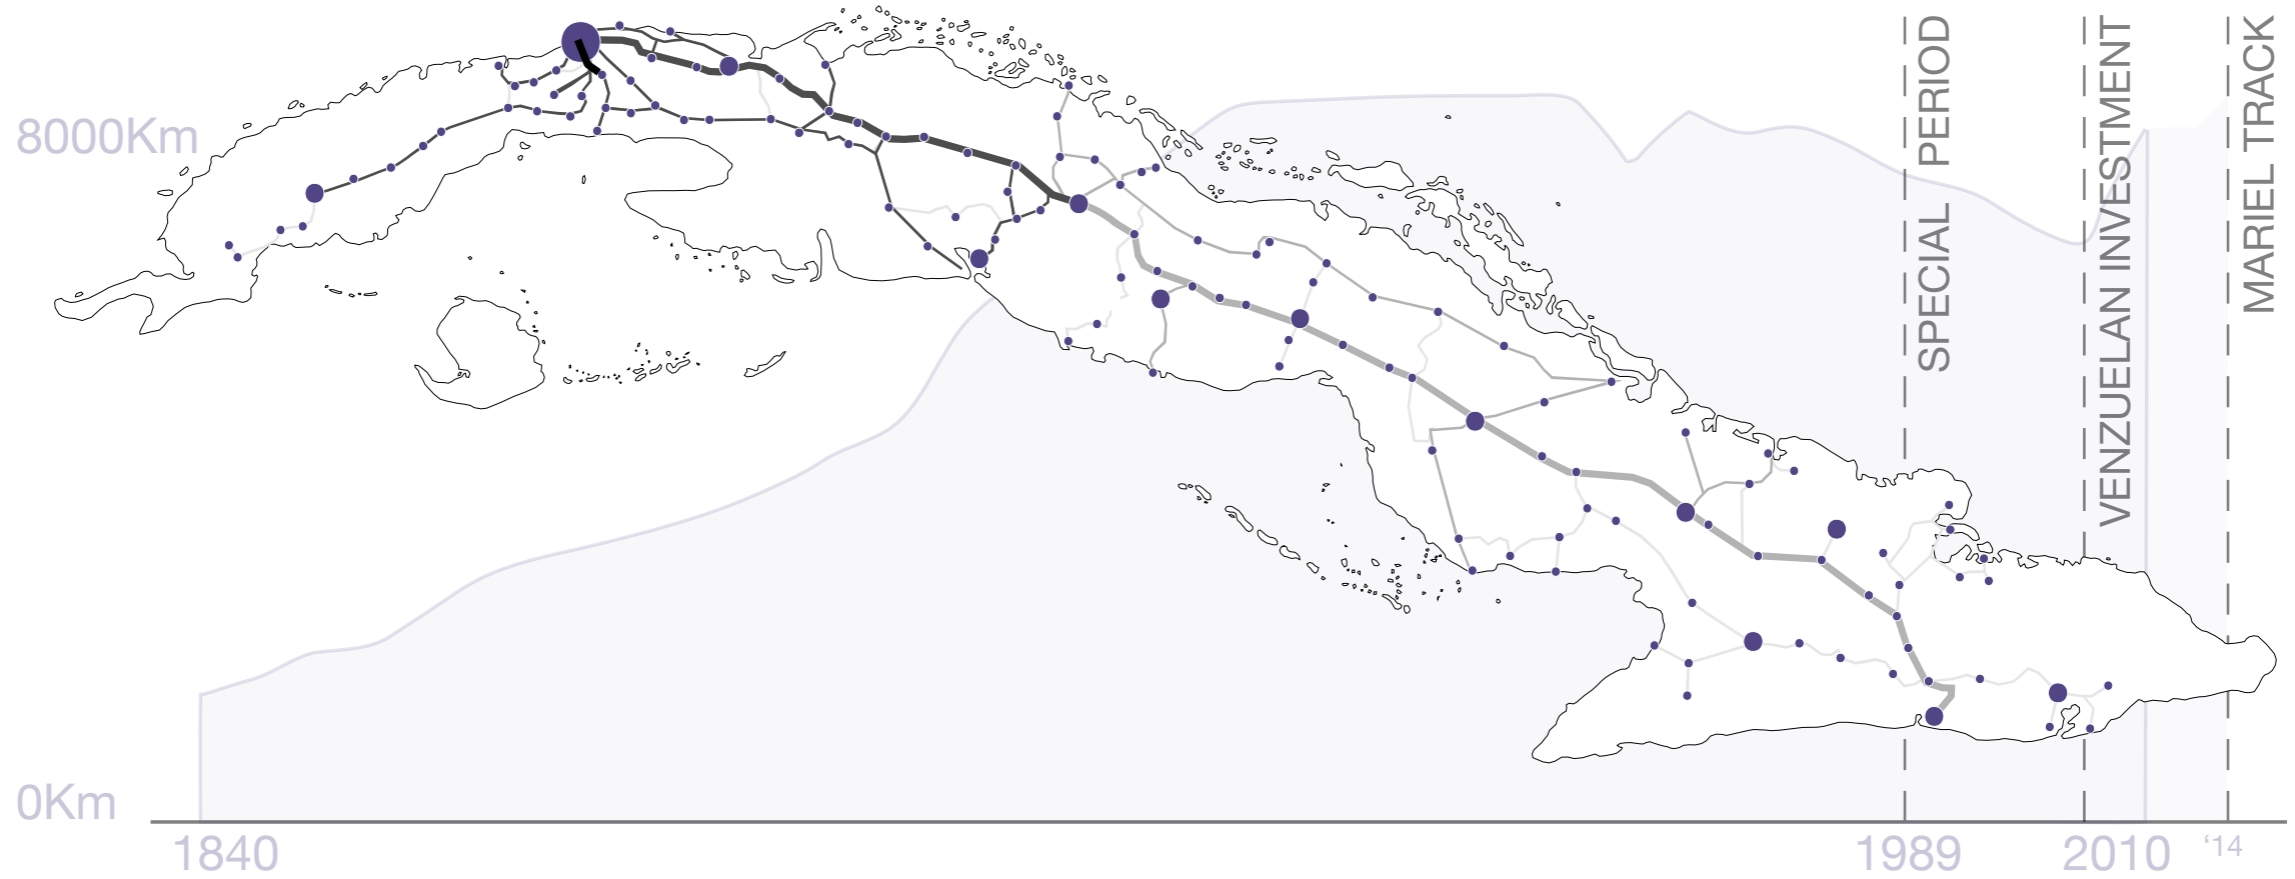 8000Km
0Km
1840
1989
2010
‘14
SPECIAL PERIOD
VENZUELAN INVESTMENT
MARIEL TRACK